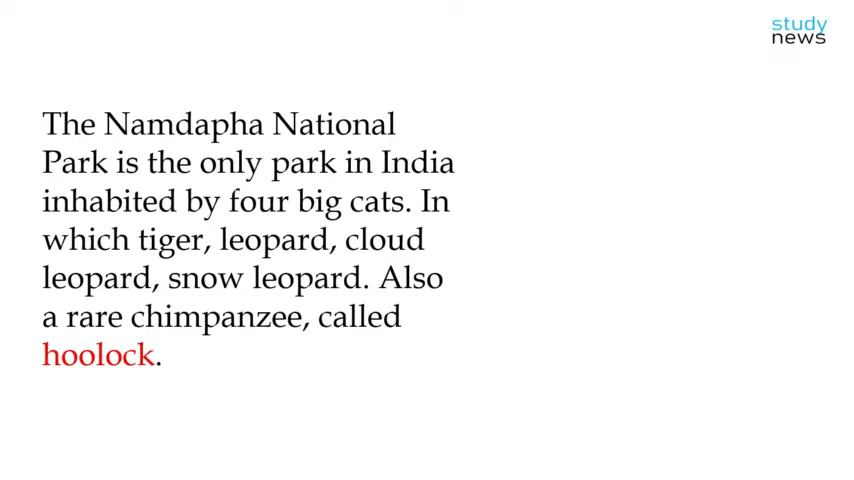 study
news
The Namdapha National
Park is the only park in India
inhabited by four big cats. In
which tiger, leopard, cloud
leopard, snow leopard. Also
a rare chimpanzee, called
hoolock.